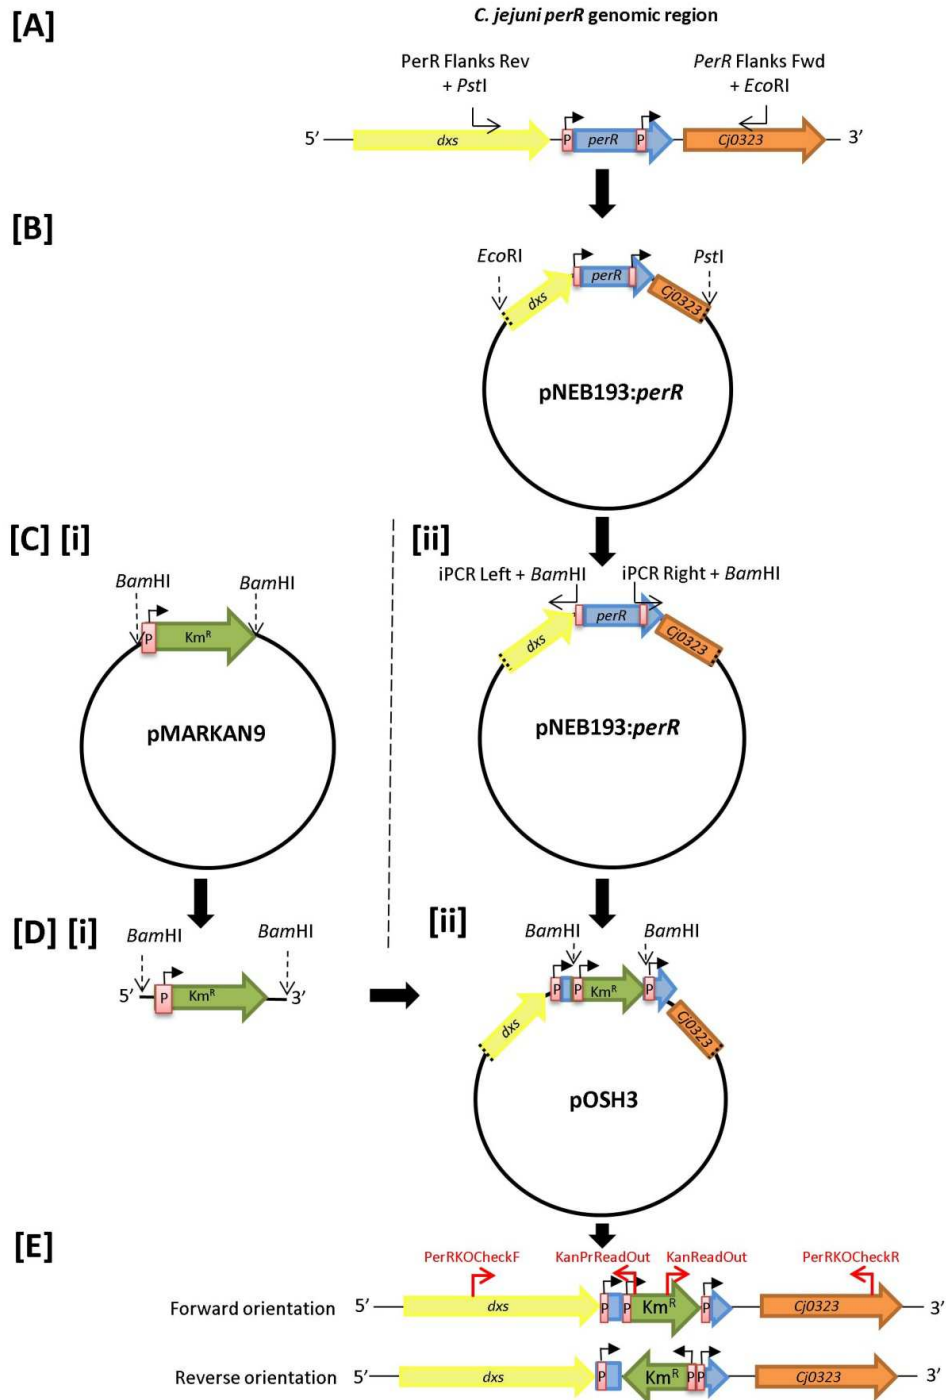 C. jejuni perR genomic region
[A]
PerR Flanks Rev
+ PstI
PerR Flanks Fwd
+ EcoRI
5’ dxs P perR P Cj0323 3’
[B]
EcoRI
PstI
dxs perR Cj0323
pNEB193:perR
[C] [i]
BamHI
BamHI
P KmR
pMARKAN9
[ii]
iPCR Left + BamHI
iPCR Right + BamHI
dxs perR Cj0323
pNEB193:perR
[D] [i]
BamHI
BamHI
5’ P KmR 3’
[ii]
BamHI
BamHI
dxs P P KmR P Cj0323
pOSH3
[E]
PerRKOCheckF
KanPrReadOut
KanReadOut
PerRKOCheckR
Forward orientation 5’ dxs P P KmR P Cj0323 3’
Reverse orientation 5’ dxs P KmR P P Cj0323 3’